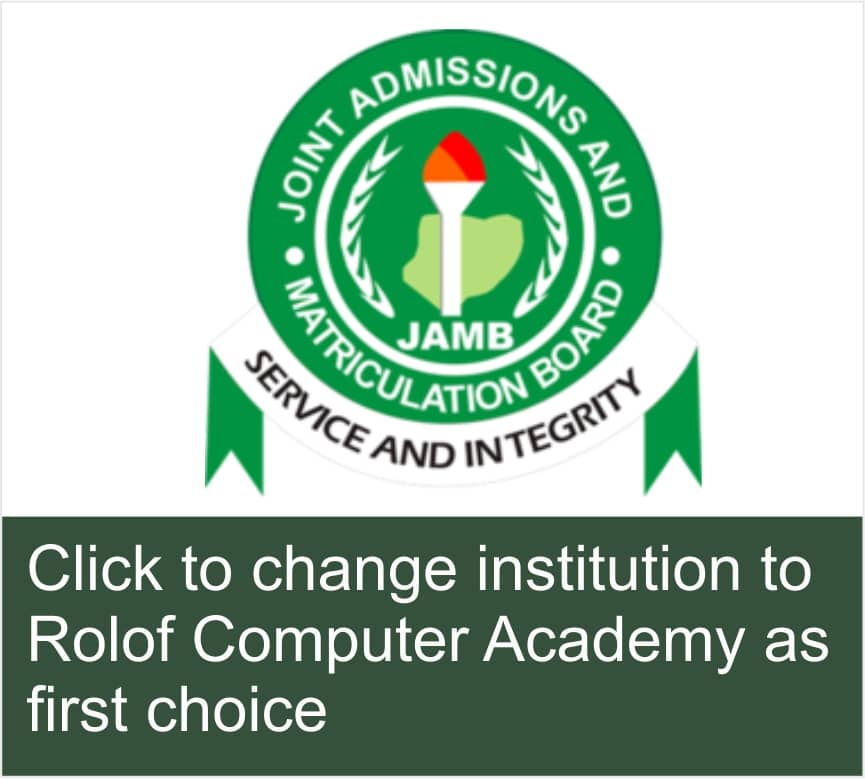 JOINT ADMISSIONS AND
MATRICULATION BOARD
JAMB
SERVICE AND INTEGRITY
Click to change institution to
Rolof Computer Academy as
first choice